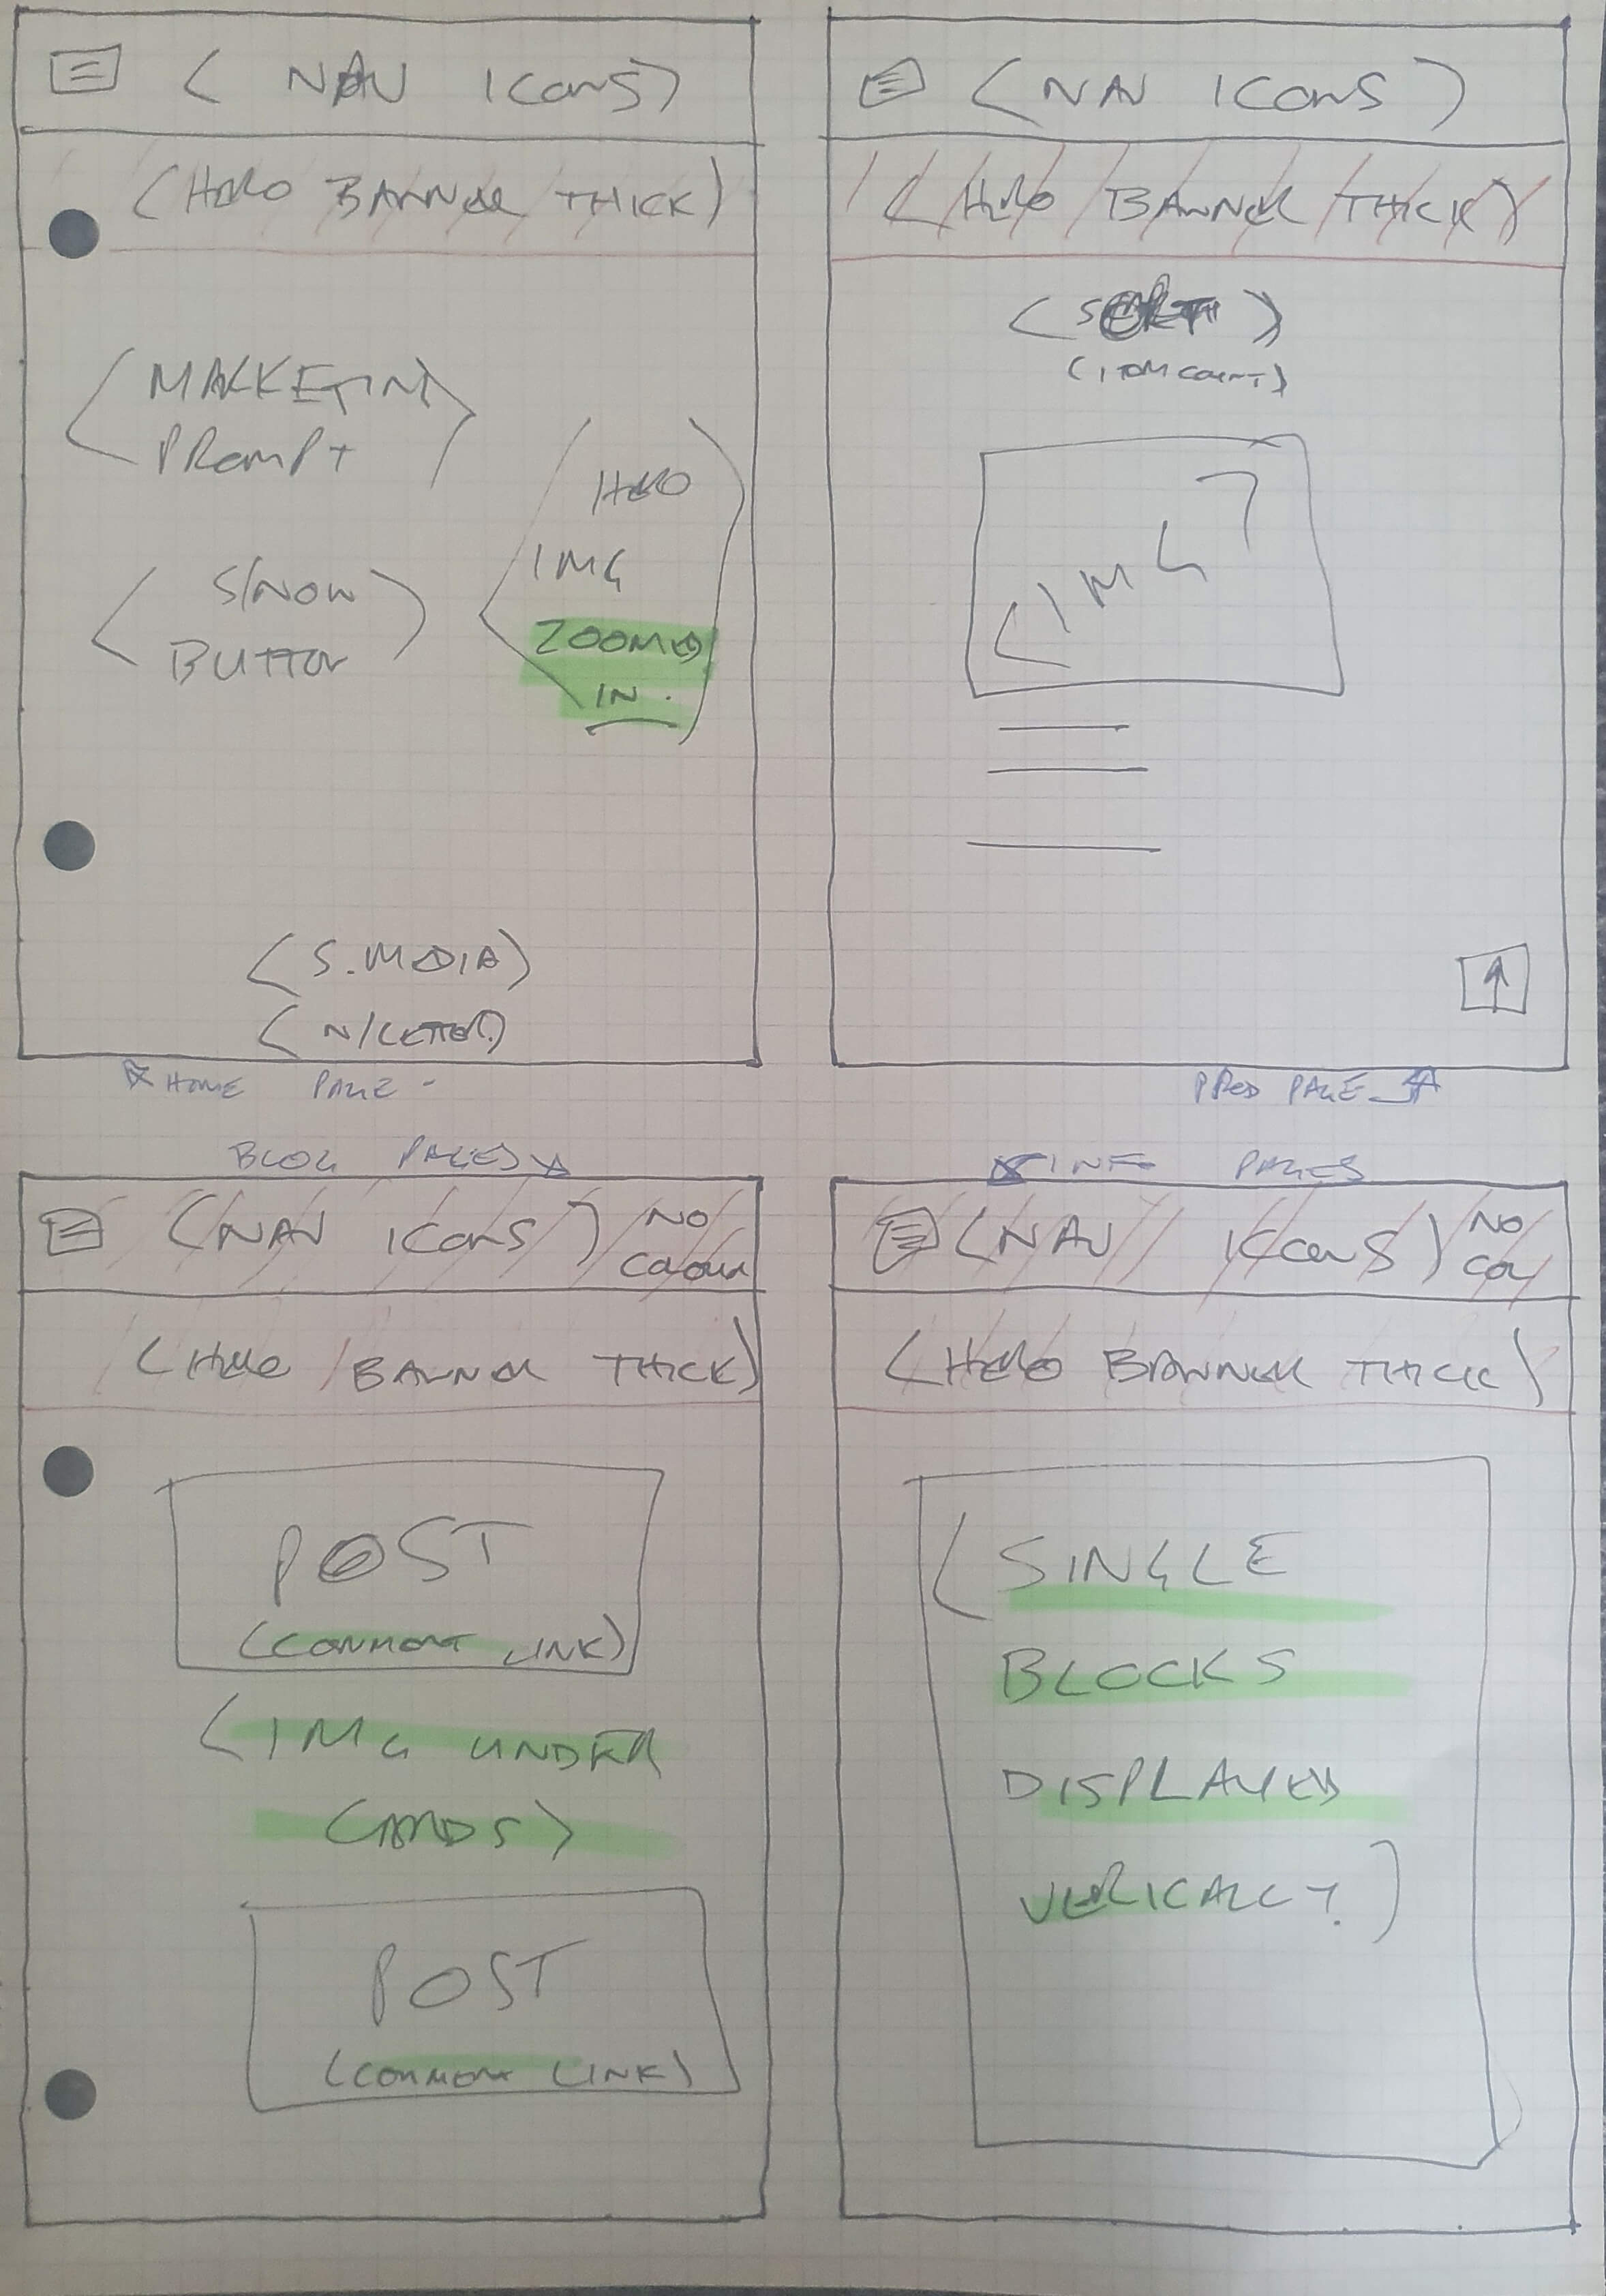 ( NAV ICONS)
(HERO BANNER THICK)
(MARKETING
PROMPT
S/NOW
BUTTON
HERO
IMG
ZOOMED
IN.
(S.MEDIA)
(N/LETTER)
HOME PAGE -
(NAV ICONS)
(HERO BANNER THICK)
(ITEM COUNT)
<IMG>
PROD PAGE
BLOG PAGES
(NAV ICONS) NO
COLOUR
(HERO BANNER THICK)
POST
(COMMENT LINK)
(IMG UNDER
CARDS)
POST
(COMMENT LINK)
INFO PAGES
(NAV ICONS) NO
COL
(HERO BANNER THICK)
(SINGLE
BLOCKS
DISPLAYED
VERICALLY.)